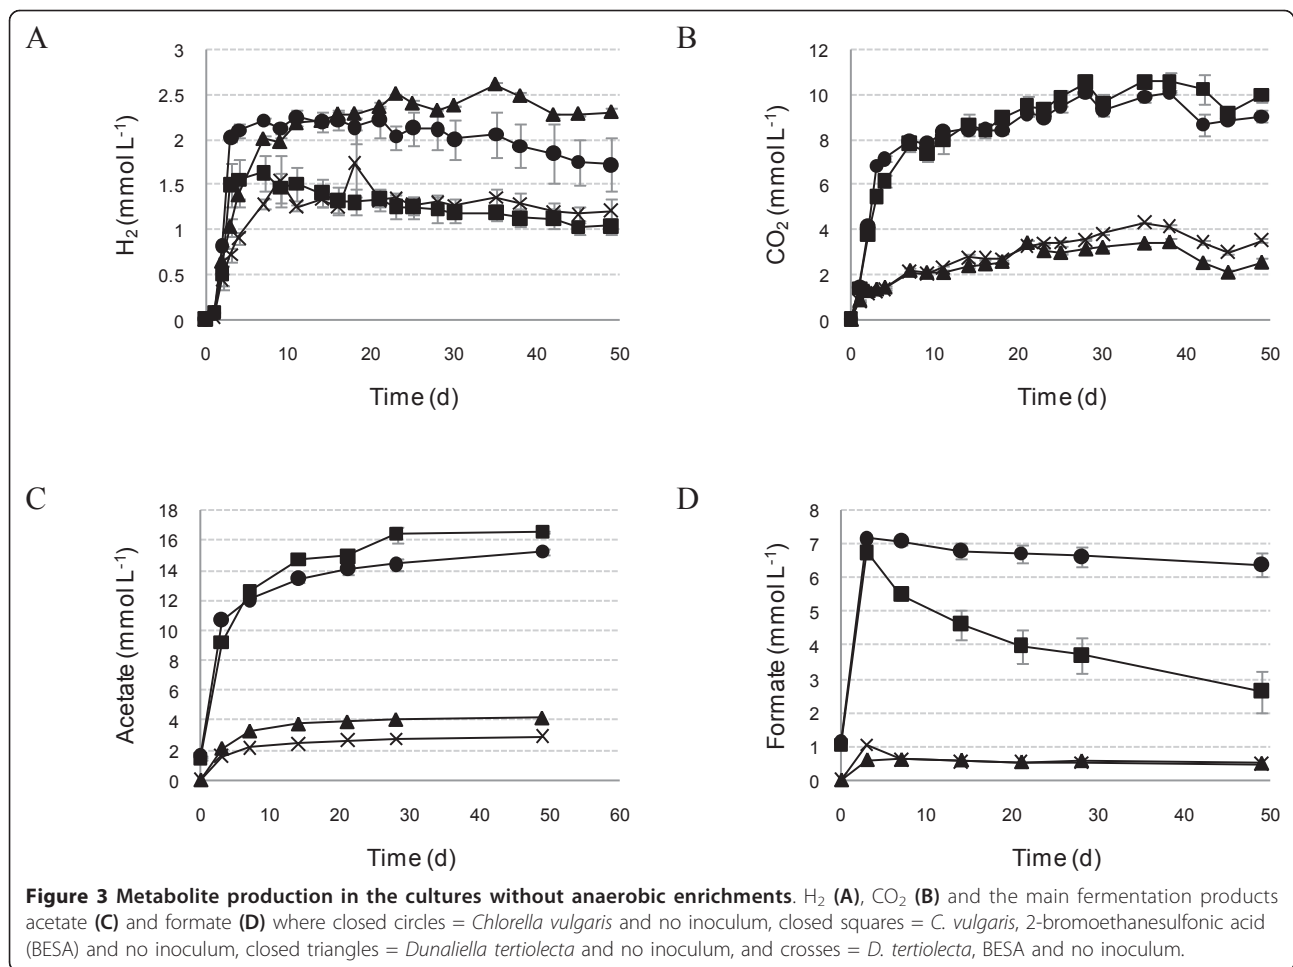 A
3
2.5
2
1.5
1
0.5
0
H₂ (mmol L⁻¹)
0 10 20 30 40 50
Time (d)
B
12
10
8
6
4
2
0
CO₂ (mmol L⁻¹)
0 10 20 30 40 50
Time (d)
C
18
16
14
12
10
8
6
4
2
0
Acetate (mmol L⁻¹)
0 10 20 30 40 50 60
Time (d)
D
8
7
6
5
4
3
2
1
0
Formate (mmol L⁻¹)
0 10 20 30 40 50
Time (d)
Figure 3 Metabolite production in the cultures without anaerobic enrichments. H₂ (A), CO₂ (B) and the main fermentation products
acetate (C) and formate (D) where closed circles = Chlorella vulgaris and no inoculum, closed squares = C. vulgaris, 2-bromoethanesulfonic acid
(BESA) and no inoculum, closed triangles = Dunaliella tertiolecta and no inoculum, and crosses = D. tertiolecta, BESA and no inoculum.